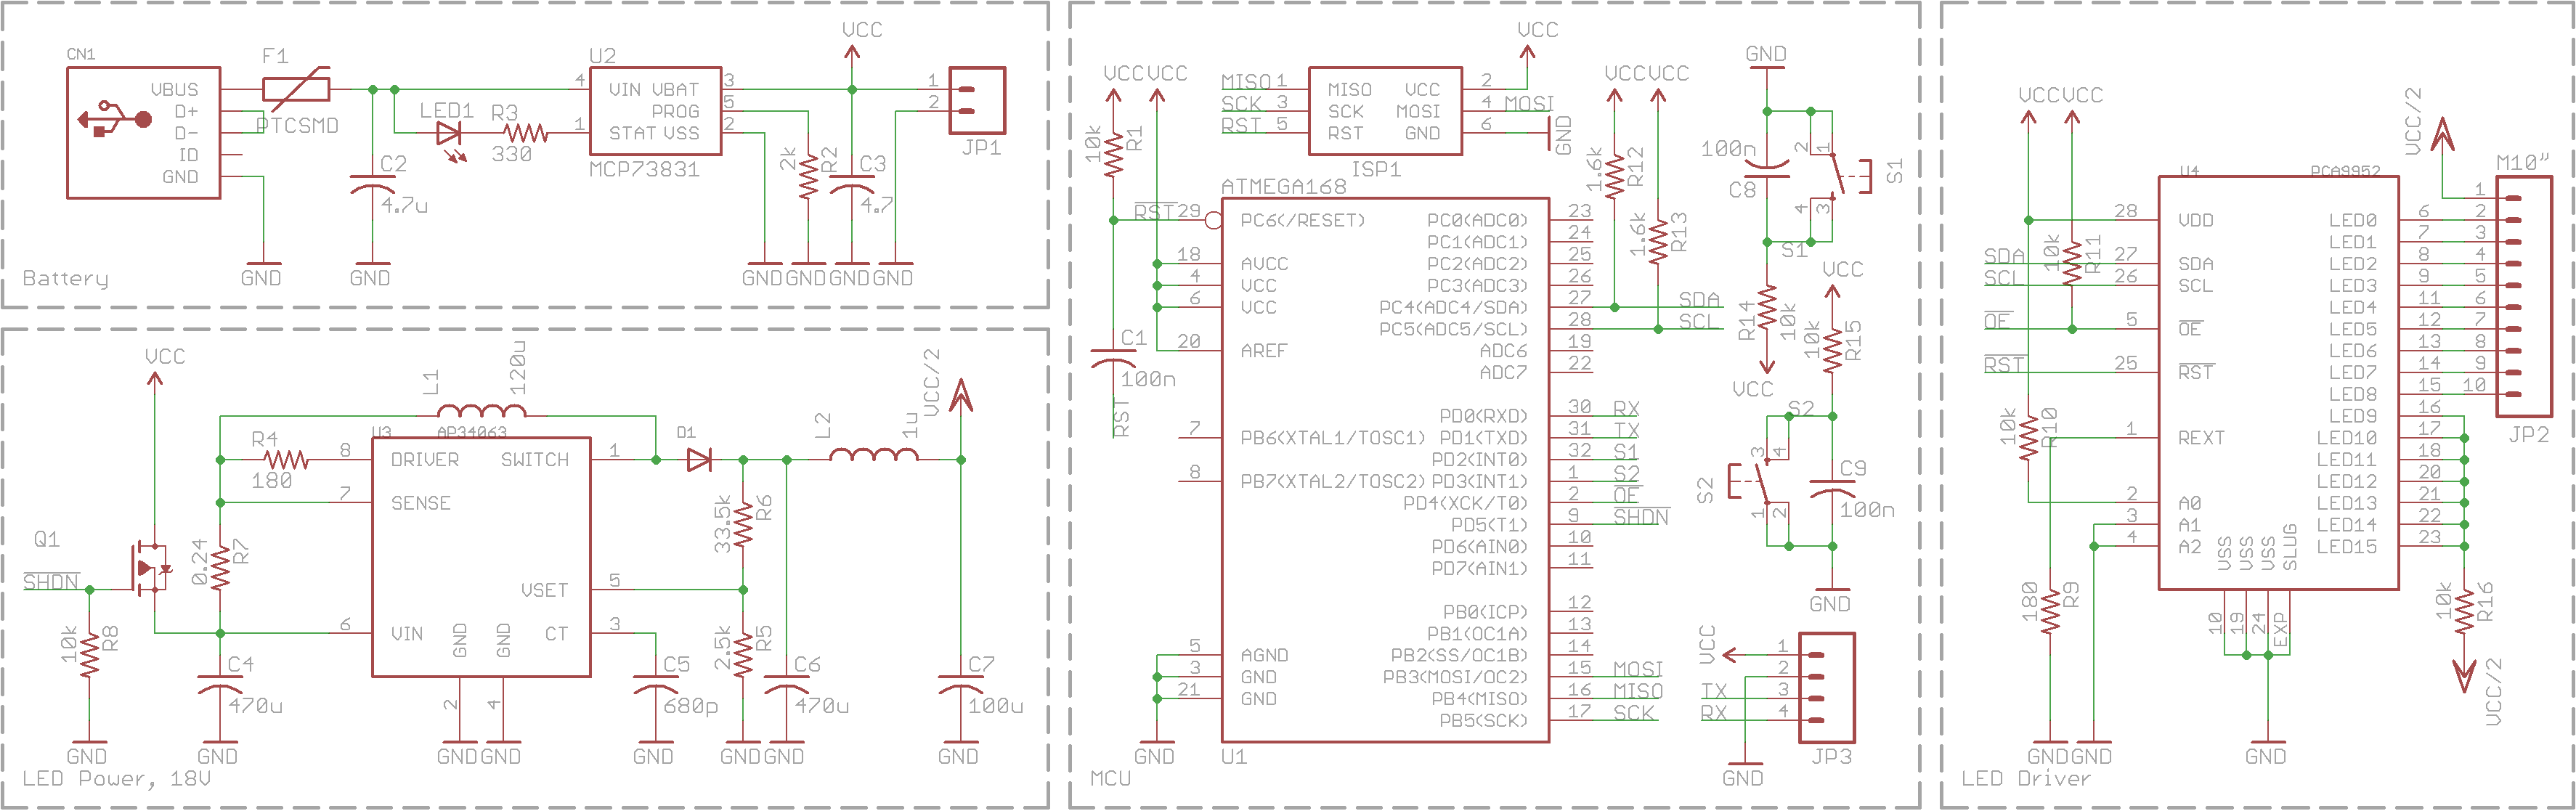 CN1
VBUS
D+
D-
ID
GND
F1
PTCSMD
GND
C2
4.7u
GND
LED1
R3
330
U2
4 VIN VBAT 3
PROG 5
1 STAT VSS 2
MCP73831
VCC
2k
R2
C3
4.7
1
2
JP1
GND GND GND GND
Battery
VCC
L1
120u
R4
180
U3
AP34063
8 DRIVER SWITCH 1
7 SENSE
VSET 5
6 VIN GND GND CT 3
2 4
D1
L2
1u
VCC/2
33.5k
R6
2.5k
R5
Q1
SHDN
0.24
R7
10k
R8
C4
470u
C5
680p
C6
470u
C7
100u
GND GND GND GND GND GND GND GND
LED Power, 18V
VCC VCC
10k
R1
MISO 1 MISO VCC 2
SCK 3 SCK MOSI 4 MOSI
RST 5 RST GND 6
GND
VCC
ISP1
ATMEGA168
RST 29 PC6(/RESET) PC0(ADC0) 23
PC1(ADC1) 24
18 AVCC PC2(ADC2) 25
4 VCC PC3(ADC3) 26
6 VCC PC4(ADC4/SDA) 27 SDA
PC5(ADC5/SCL) 28 SCL
20 AREF ADC6 19
ADC7 22
C1
100n
RST
PD0(RXD) 30 RX
7 PB6(XTAL1/TOSC1) PD1(TXD) 31 TX
PD2(INT0) 32 S1
8 PB7(XTAL2/TOSC2) PD3(INT1) 1 S2
PD4(XCK/T0) 2 OE
PD5(T1) 9 SHDN
PD6(AIN0) 10
PD7(AIN1) 11
PB0(ICP) 12
PB1(OC1A) 13
5 AGND PB2(SS/OC1B) 14
3 GND PB3(MOSI/OC2) 15 MOSI
21 GND PB4(MISO) 16 MISO
PB5(SCK) 17 SCK
GND
U1
MCU
VCC VCC
1.6k
R12
1.6k
R13
GND
100n
C8
2 1
4 3
S1
S1
R14
10k
VCC
VCC
10k
R15
S2
3 4
1 2
S2
C9
100n
GND
VCC
1
2
TX 3
RX 4
GND
JP3
VCC VCC
U4
PCA9952
28 VDD LED0 6
LED1 7
SDA 27 SDA LED2 8
SCL 26 SCL LED3 9
LED4 11
OE 5 OE LED5 12
LED6 13
RST 25 RST LED7 14
LED8 15
LED9 16
1 REXT LED10 17
LED11 18
LED12 20
2 A0 LED13 21
3 A1 LED14 22
4 A2 LED15 23
VSS VSS VSS SLUG
10 19 24 EXP
10k
R11
10k
R10
180
R9
GND GND GND
VCC/2
M10"
1
2
3
4
5
6
7
8
9
10
JP2
10k
R16
VCC/2
LED Driver